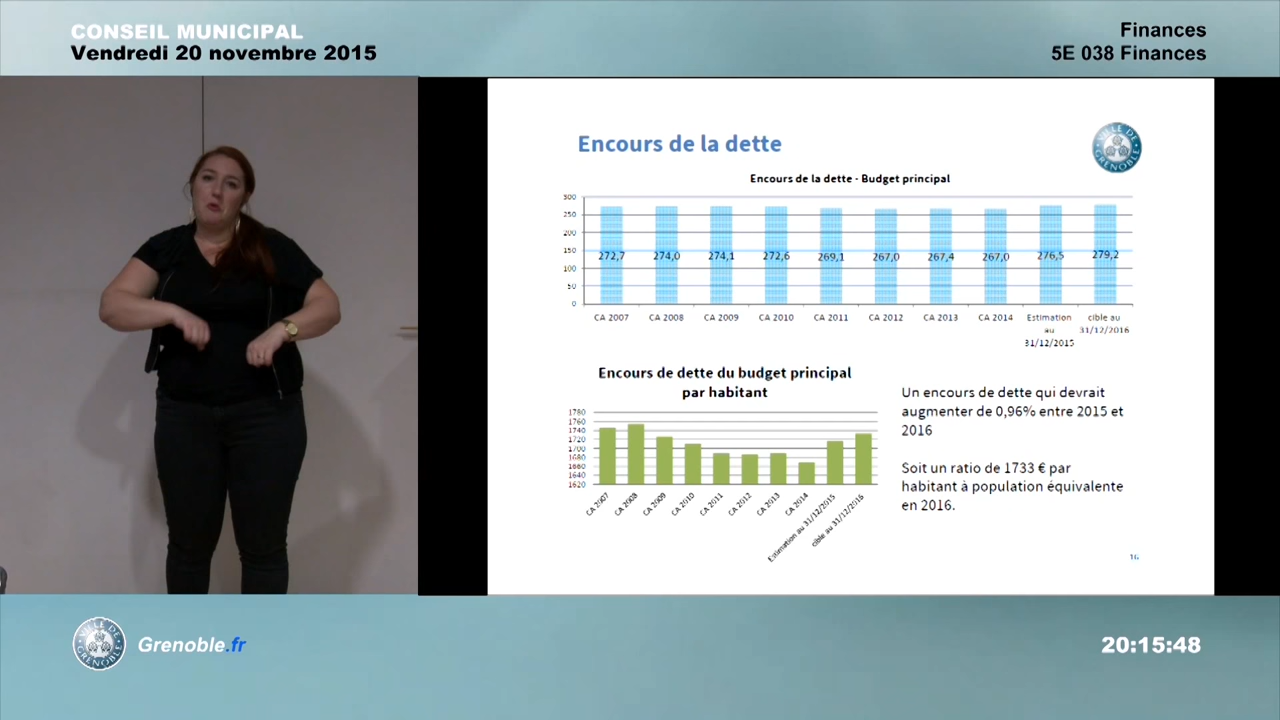 CONSEIL MUNICIPAL
Vendredi 20 novembre 2015
Finances
5E 038 Finances
Encours de la dette
VILLE DE GRENOBLE
Encours de la dette - Budget principal
300
250
200
150
100
50
0
272,7 274,0 274,1 272,6 269,1 267,0 267,4 267,0 276,5 279,2
CA 2007 CA 2008 CA 2009 CA 2010 CA 2011 CA 2012 CA 2013 CA 2014 Estimation au 31/12/2015 cible au 31/12/2016
Encours de dette du budget principal
par habitant
1780
1760
1740
1720
1700
1680
1660
1640
1620
CA 2007 CA 2008 CA 2009 CA 2010 CA 2011 CA 2012 CA 2013 CA 2014 Estimation au 31/12/2015 cible au 31/12/2016
Un encours de dette qui devrait
augmenter de 0,96% entre 2015 et
2016
Soit un ratio de 1733 € par
habitant à population équivalente
en 2016.
16
VILLE DE GRENOBLE
Grenoble.fr
20:15:48